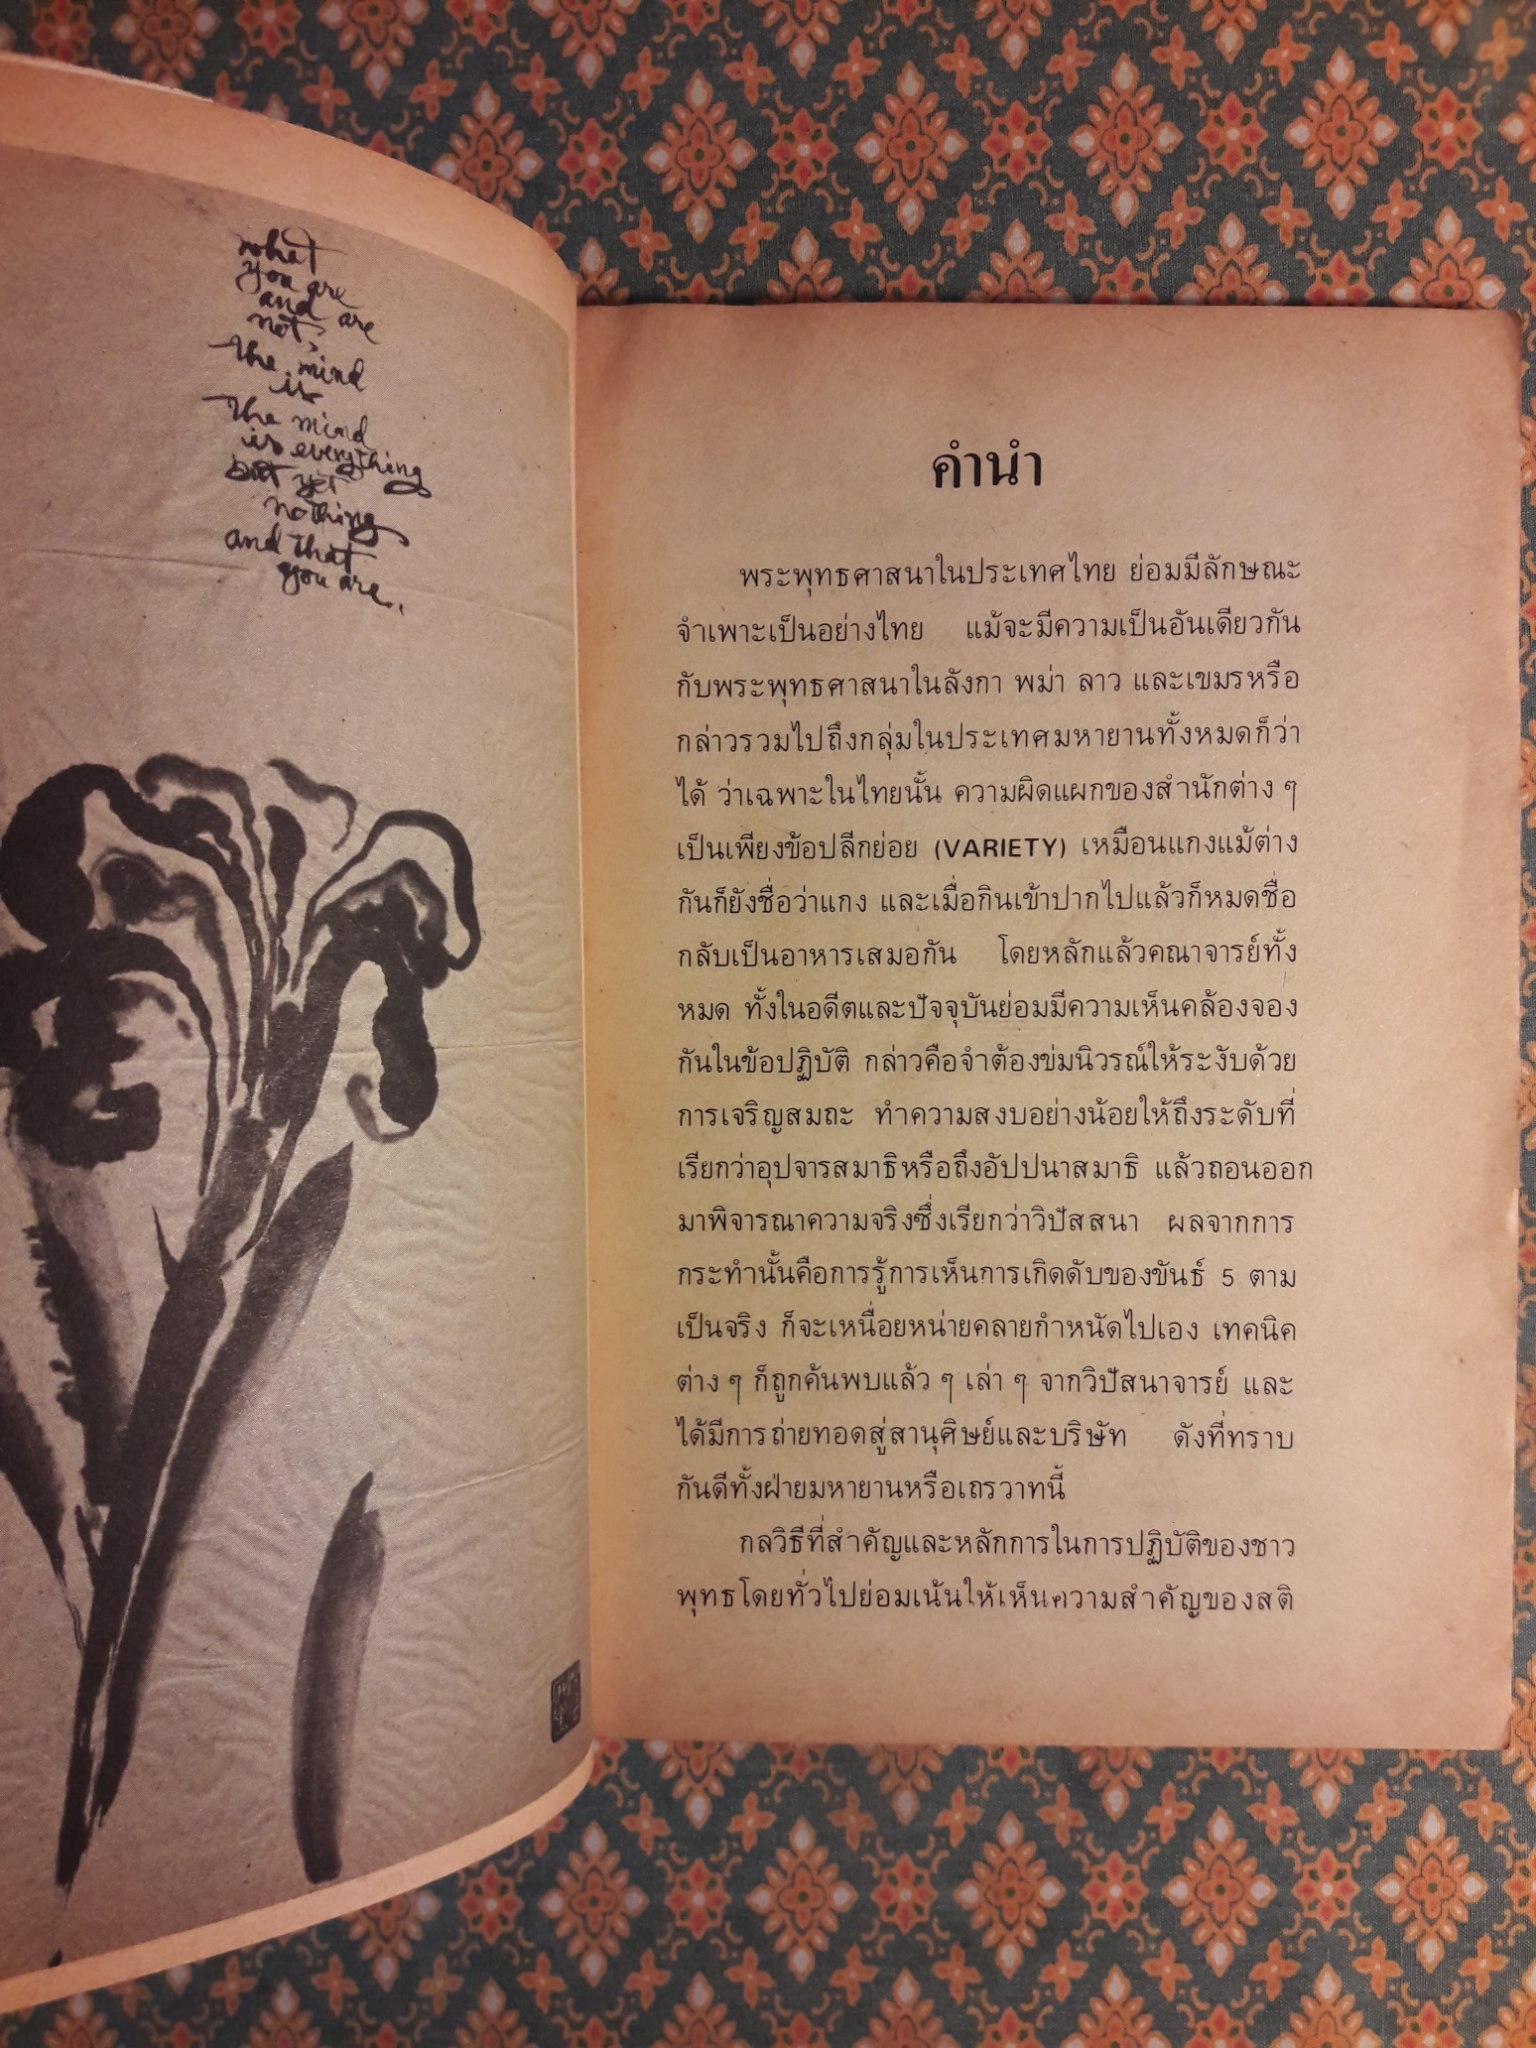 what
you are
and are
not,
the mind
is
the mind
is everything
but yet
nothing
and that
you are.
คำนำ
พระพุทธศาสนาในประเทศไทย ย่อมมีลักษณะ
จำเพาะเป็นอย่างไทย แม้จะมีความเป็นอันเดียวกัน
กับพระพุทธศาสนาในลังกา พม่า ลาว และเขมรหรือ
กล่าวรวมไปถึงกลุ่มในประเทศมหายานทั้งหมดก็ว่า
ได้ ว่าเฉพาะในไทยนั้น ความผิดแผกของสำนักต่าง ๆ
เป็นเพียงข้อปลีกย่อย (VARIETY) เหมือนแกงแม้ต่าง
กันก็ยังชื่อว่าแกง และเมื่อกินเข้าปากไปแล้วก็หมดชื่อ
กลับเป็นอาหารเสมอกัน โดยหลักแล้วคณาจารย์ทั้ง
หมด ทั้งในอดีตและปัจจุบันย่อมมีความเห็นคล้องจอง
กันในข้อปฏิบัติ กล่าวคือจำต้องข่มนิวรณ์ให้ระงับด้วย
การเจริญสมถะ ทำความสงบอย่างน้อยให้ถึงระดับที่
เรียกว่าอุปจารสมาธิหรือถึงอัปปนาสมาธิ แล้วถอนออก
มาพิจารณาความจริงซึ่งเรียกว่าวิปัสสนา ผลจากการ
กระทำนั้นคือการรู้การเห็นการเกิดดับของขันธ์ 5 ตาม
เป็นจริง ก็จะเหนื่อยหน่ายคลายกำหนัดไปเอง เทคนิค
ต่าง ๆ ก็ถูกค้นพบแล้ว ๆ เล่า ๆ จากวิปัสนาจารย์ และ
ได้มีการถ่ายทอดสู่สานุศิษย์และบริษัท ดังที่ทราบ
กันดีทั้งฝ่ายมหายานหรือเถรวาทนี้
กลวิธีที่สำคัญและหลักการในการปฏิบัติของชาว
พุทธโดยทั่วไปย่อมเน้นให้เห็นความสำคัญของสติ